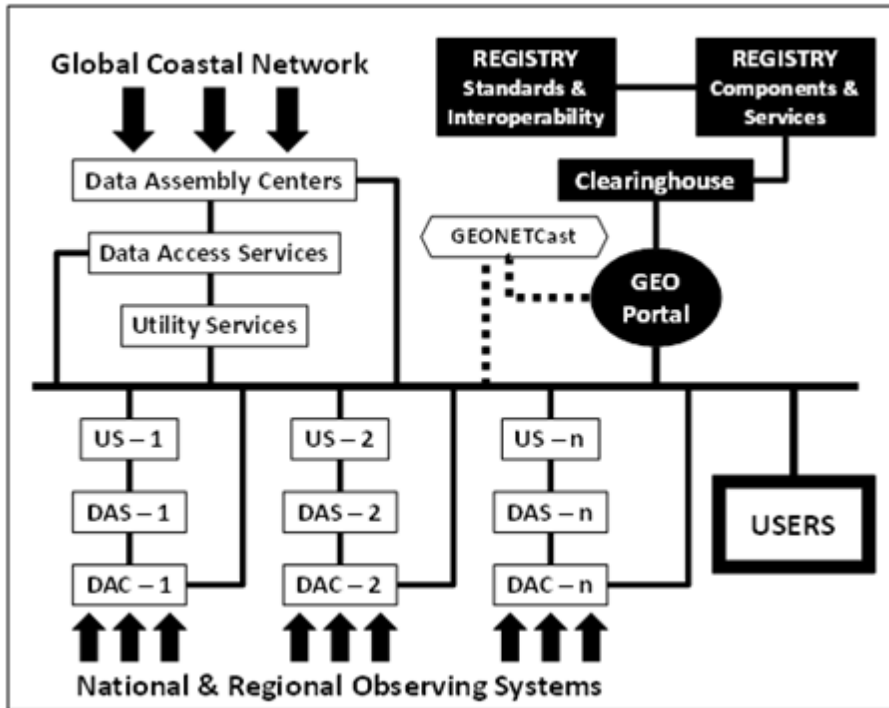 Global Coastal Network
REGISTRY
Standards &
Interoperability
REGISTRY
Components &
Services
Data Assembly Centers
Clearinghouse
Data Access Services
GEONETCast
GEO
Portal
Utility Services
US – 1
US – 2
US – n
DAS – 1
DAS – 2
DAS – n
USERS
DAC – 1
DAC – 2
DAC – n
National & Regional Observing Systems